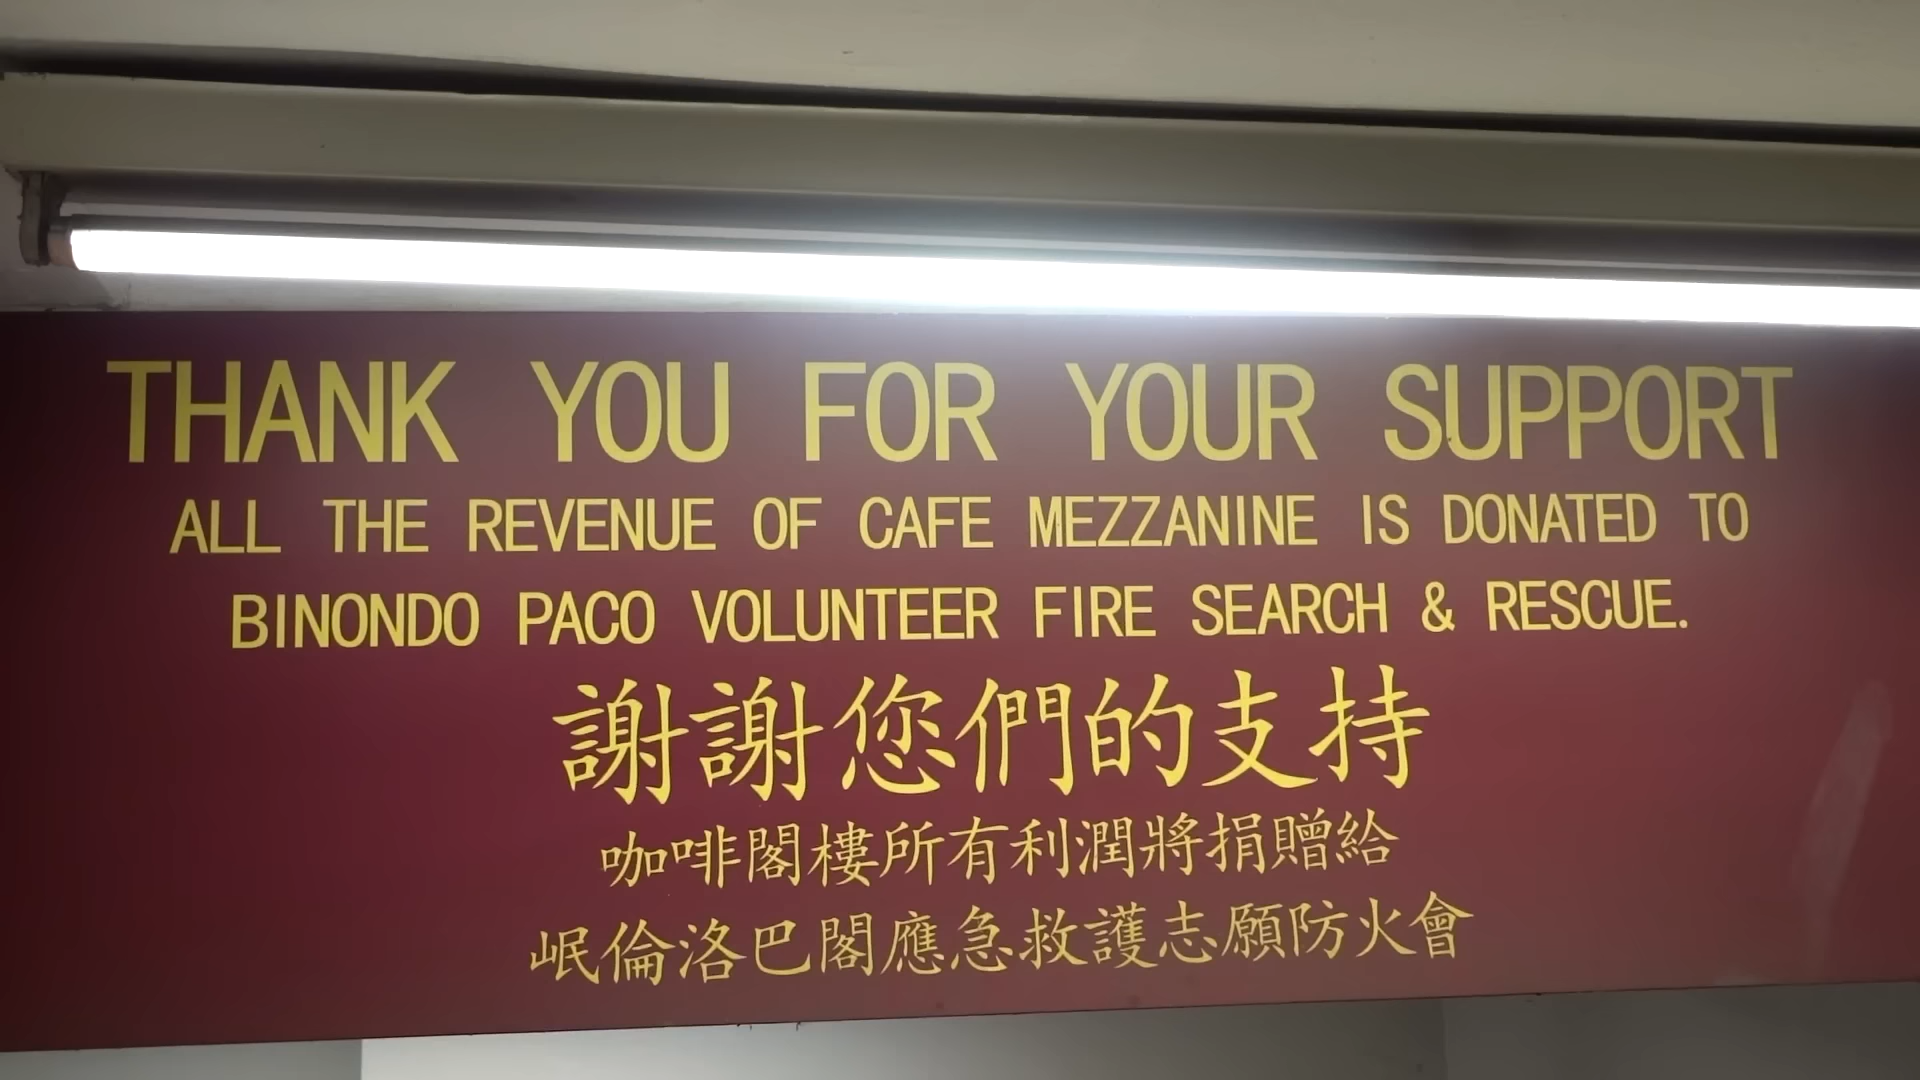 THANK YOU FOR YOUR SUPPORT
ALL THE REVENUE OF CAFE MEZZANINE IS DONATED TO
BINONDO PACO VOLUNTEER FIRE SEARCH & RESCUE.
謝謝您們的支持
咖啡閣樓所有利潤將捐贈給
岷倫洛巴閣應急救護志願防火會